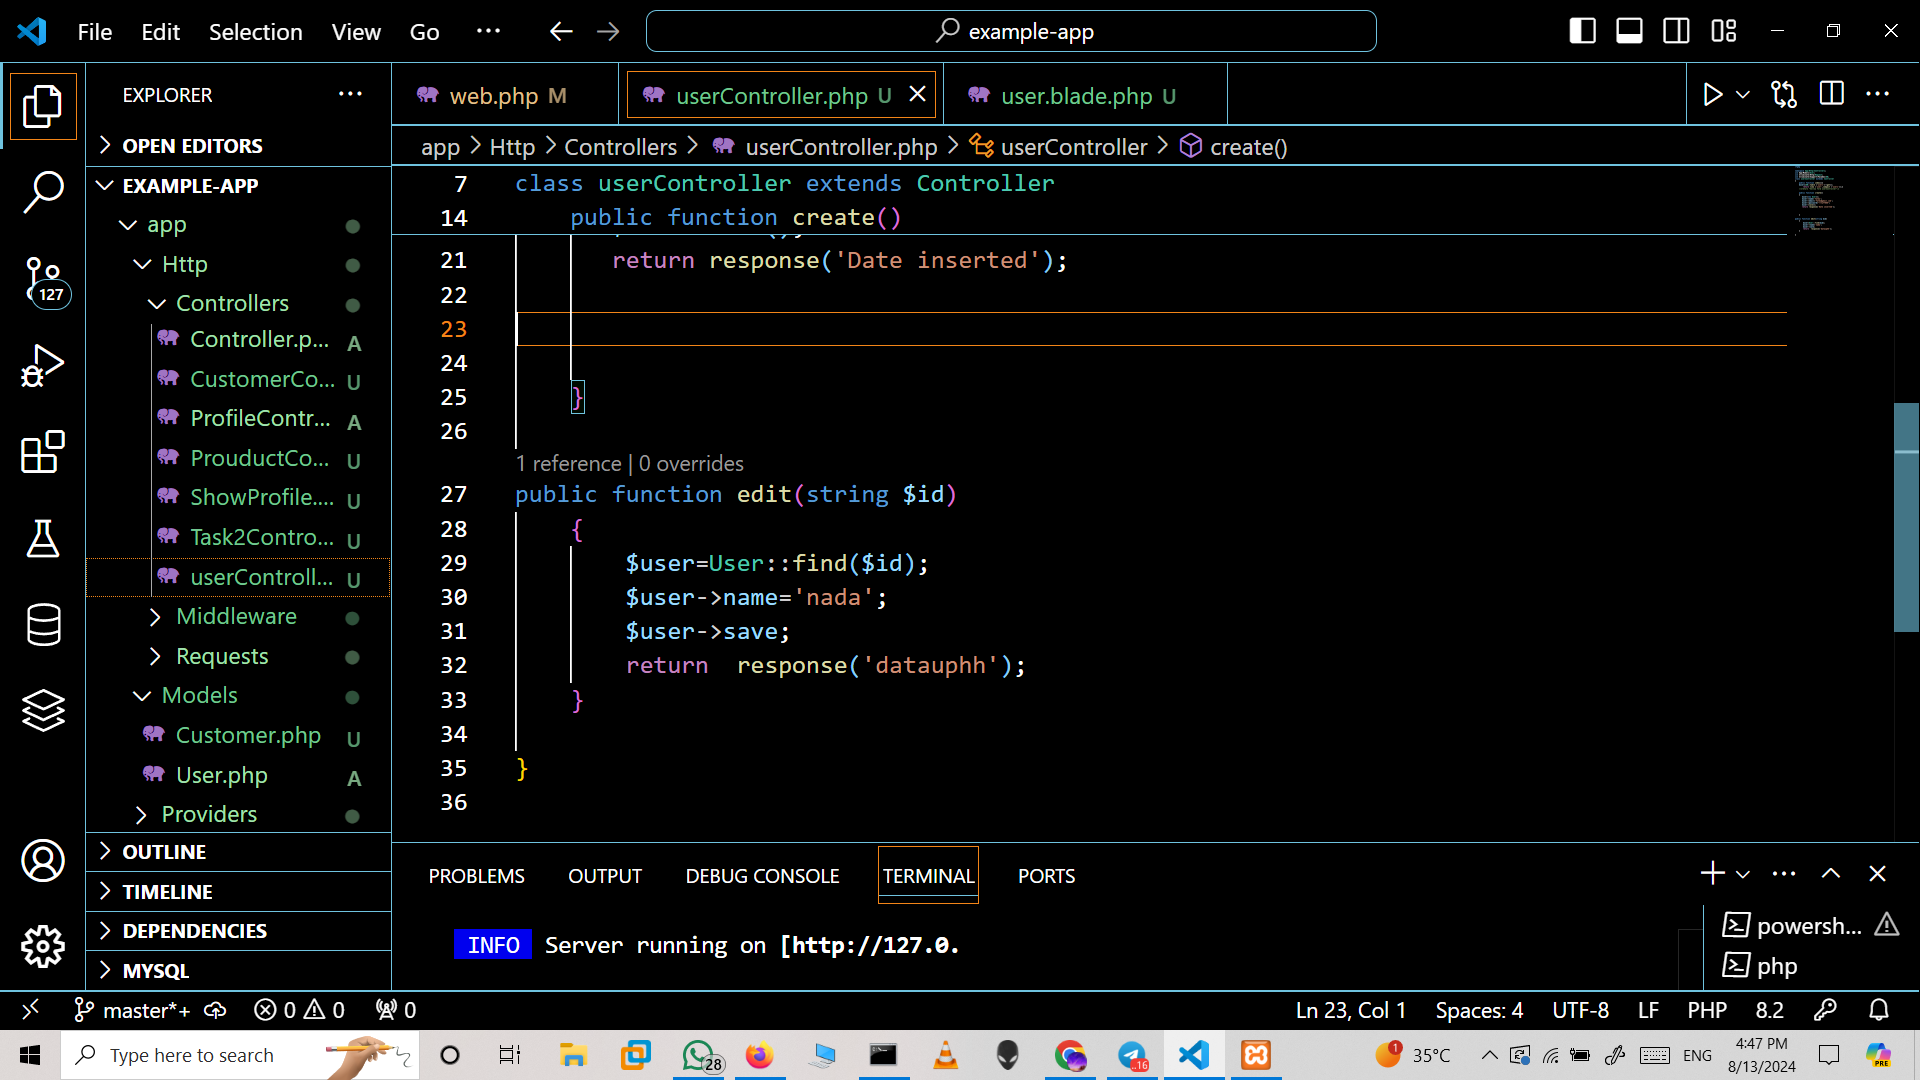 File Edit Selection View Go ··· example-app
EXPLORER ···
OPEN EDITORS
EXAMPLE-APP
app
Http
Controllers
Controller.p... A
CustomerCo... U
ProfileContr... A
ProuductCo... U
ShowProfile.... U
Task2Contro... U
userControll... U
Middleware
Requests
Models
Customer.php U
User.php A
Providers
OUTLINE
TIMELINE
DEPENDENCIES
MYSQL
127
web.php M userController.php U user.blade.php U
app > Http > Controllers > userController.php > userController > create()
7 class userController extends Controller
14 public function create()
21 return response('Date inserted');
22
23
24
25 }
26
1 reference | 0 overrides
27 public function edit(string $id)
28 {
29 $user=User::find($id);
30 $user->name='nada';
31 $user->save;
32 return  response('datauphh');
33 }
34
35 }
36
PROBLEMS OUTPUT DEBUG CONSOLE TERMINAL PORTS
INFO Server running on [http://127.0.
powersh...
php
master*+ 0 0 0 Ln 23, Col 1 Spaces: 4 UTF-8 LF PHP 8.2
Type here to search 28 .16 1 35°C ENG 4:47 PM
8/13/2024
PRE